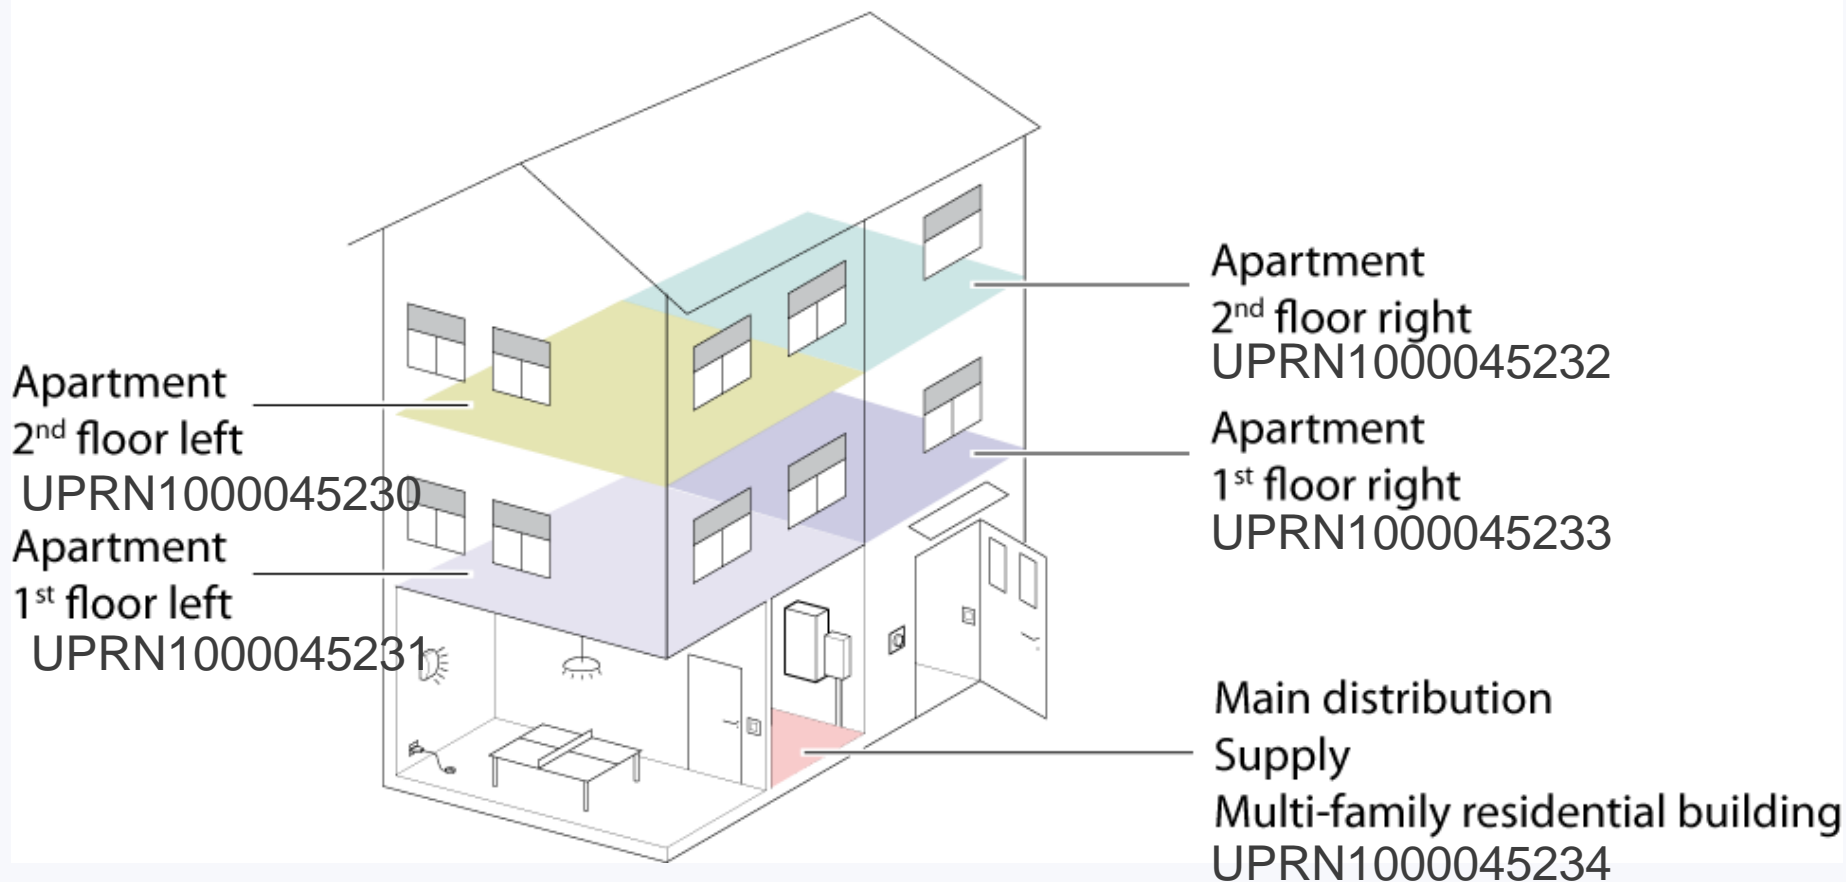 Apartment
2nd floor left
UPRN1000045230
Apartment
1st floor left
UPRN1000045231
Apartment
2nd floor right
UPRN1000045232
Apartment
1st floor right
UPRN1000045233
Main distribution
Supply
Multi-family residential building
UPRN1000045234